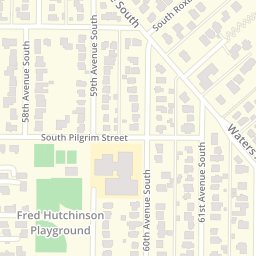 South
South Rox
58th Avenue South
59th Avenue South
South Pilgrim Street
Waters
61st Avenue South
60th Avenue South
Fred Hutchinson
Playground